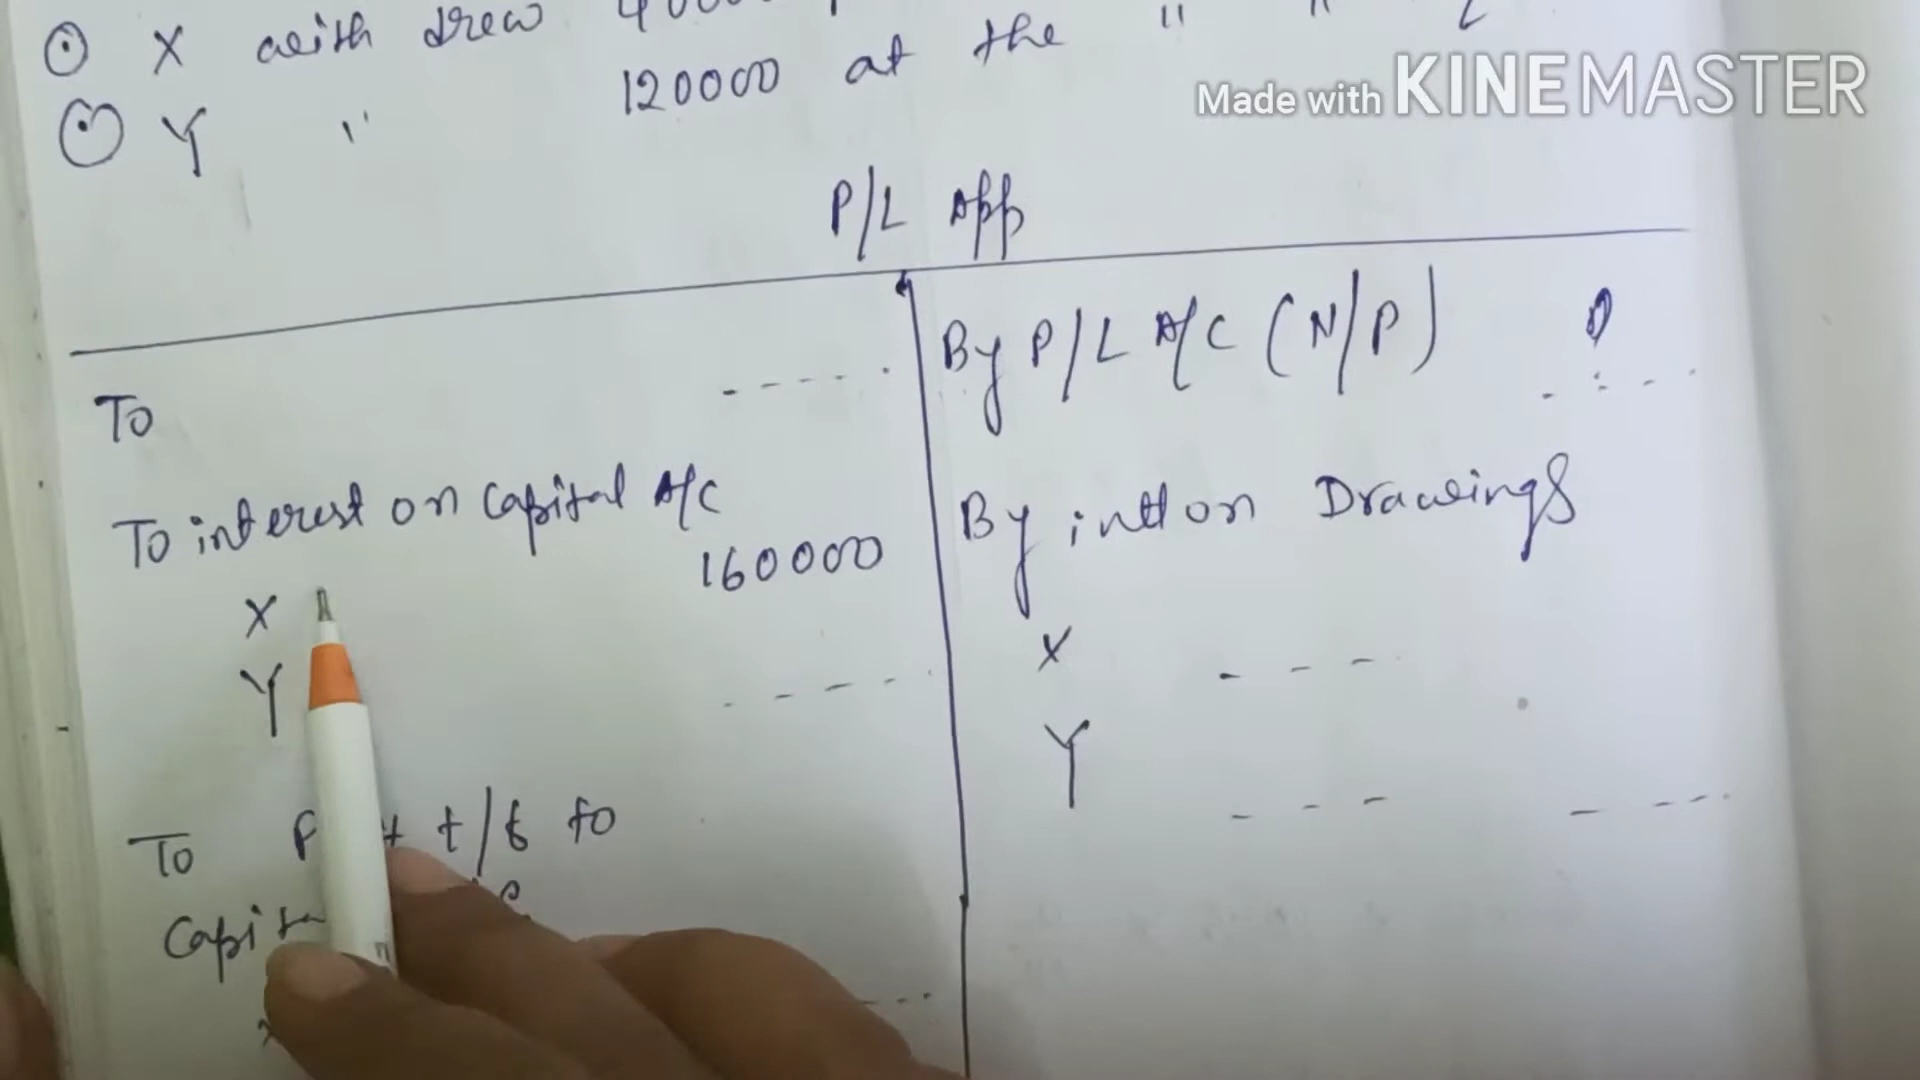 X with drew
Y " 120000 at the " "
Made with KINEMASTER
P/L App
To
To interest on capital A/C
160000
X
Y
To t/f to
By P/L A/C (N/P)
By intt on Drawings
X
Y